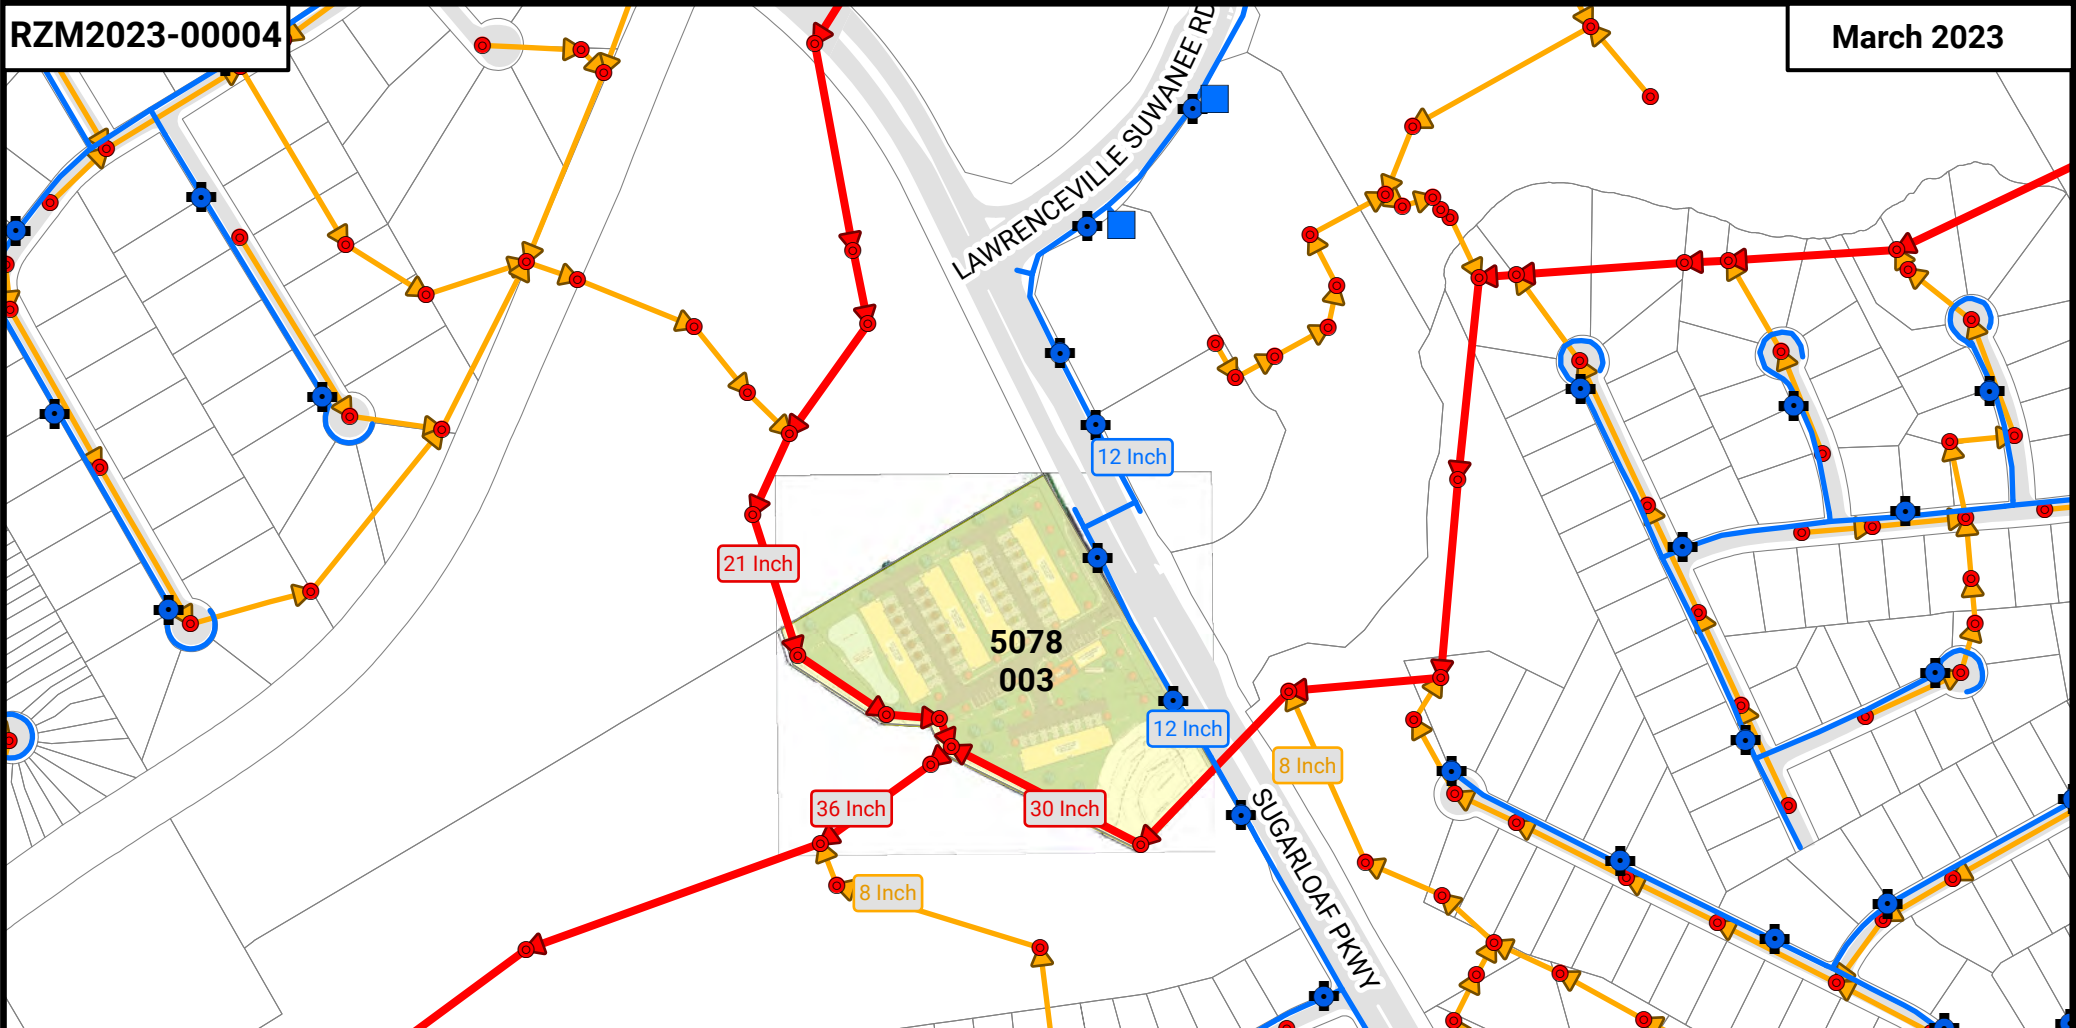 RZM2023-00004
March 2023
LAWRENCEVILLE SUWANEE RD
12 Inch
21 Inch
5078
003
12 Inch
8 Inch
36 Inch
30 Inch
8 Inch
SUGARLOAF PKWY